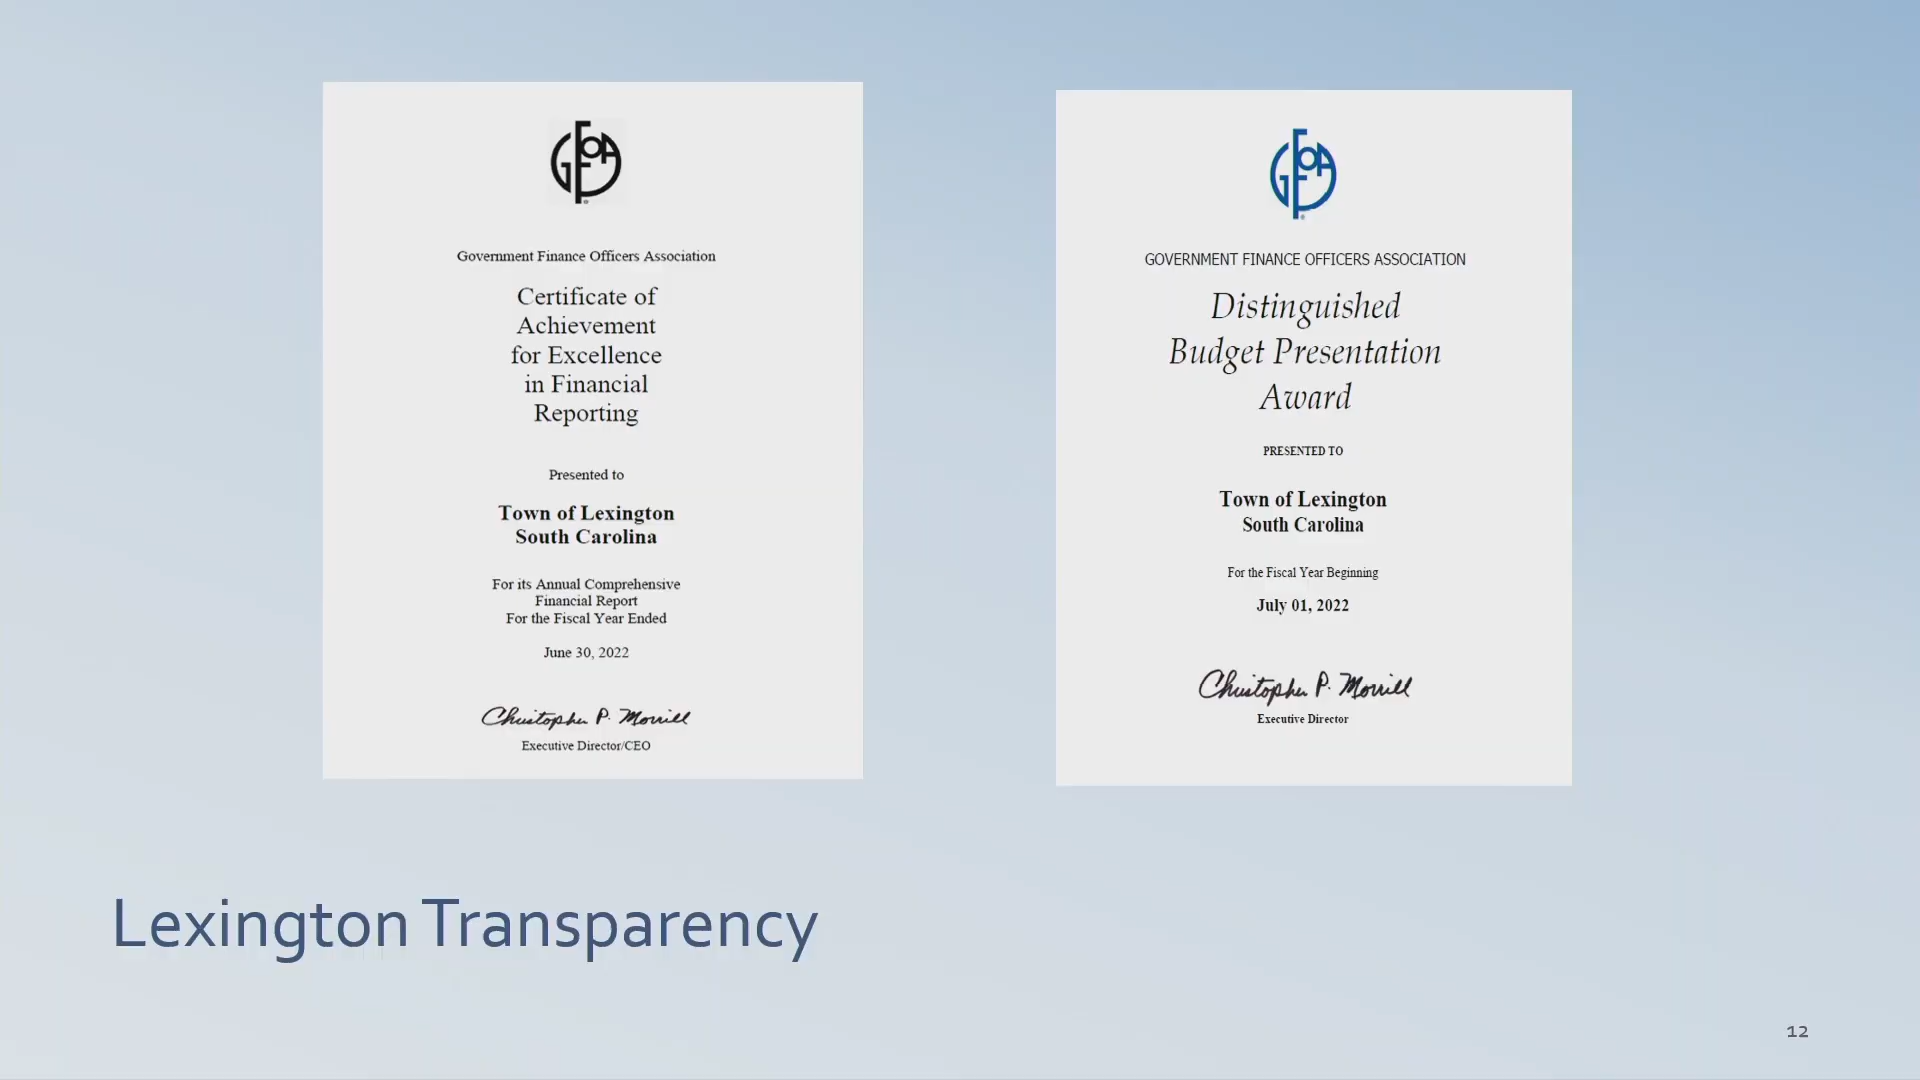 GFOA
Government Finance Officers Association
Certificate of
Achievement
for Excellence
in Financial
Reporting
Presented to
Town of Lexington
South Carolina
For its Annual Comprehensive
Financial Report
For the Fiscal Year Ended
June 30, 2022
Christopher P. Morrill
Executive Director/CEO
GFOA
GOVERNMENT FINANCE OFFICERS ASSOCIATION
Distinguished
Budget Presentation
Award
PRESENTED TO
Town of Lexington
South Carolina
For the Fiscal Year Beginning
July 01, 2022
Christopher P. Morrill
Executive Director
Lexington Transparency
12